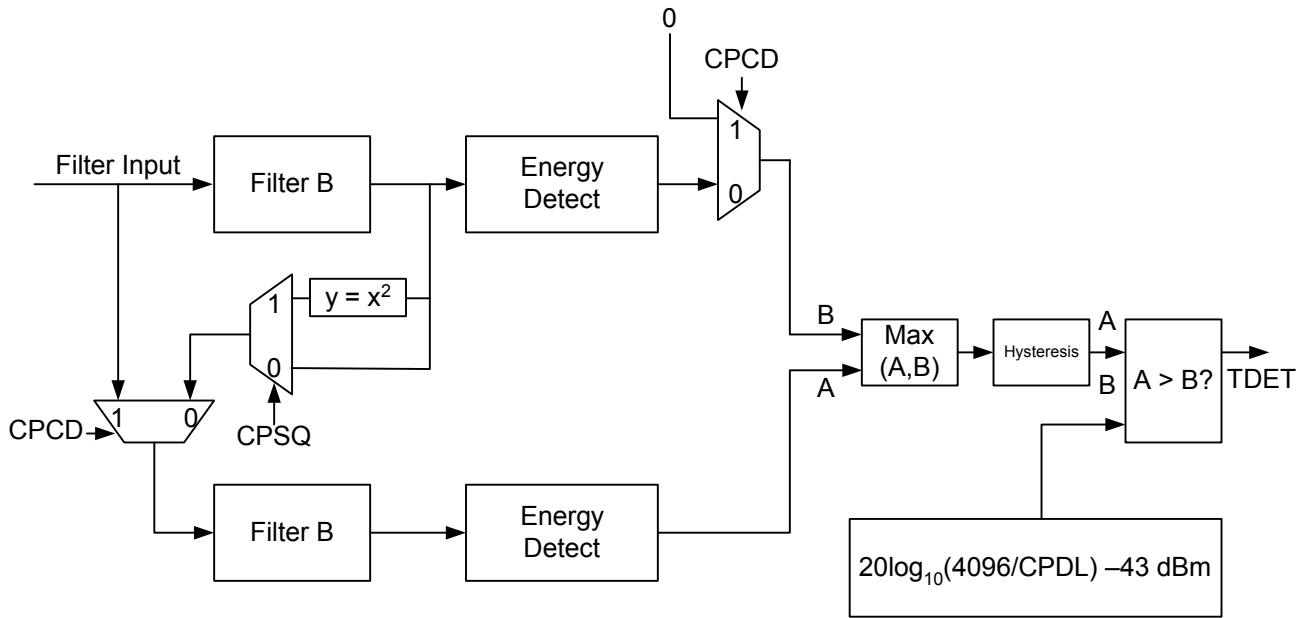 0
CPCD
1
0
Filter Input
Filter B
Energy
Detect
1
y = x²
0
CPSQ
1 0
CPCD
B
A
Max
(A,B)
Hysteresis
A
B
A > B?
TDET
Filter B
Energy
Detect
20log₁₀(4096/CPDL) –43 dBm